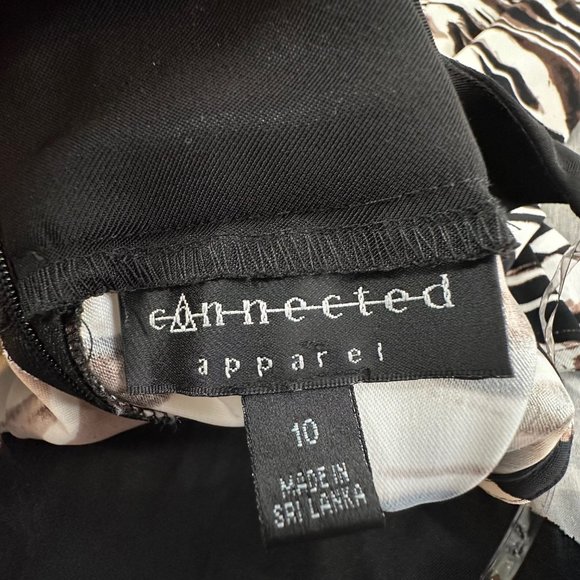 connected
apparel
10
MADE IN
SRI LANKA